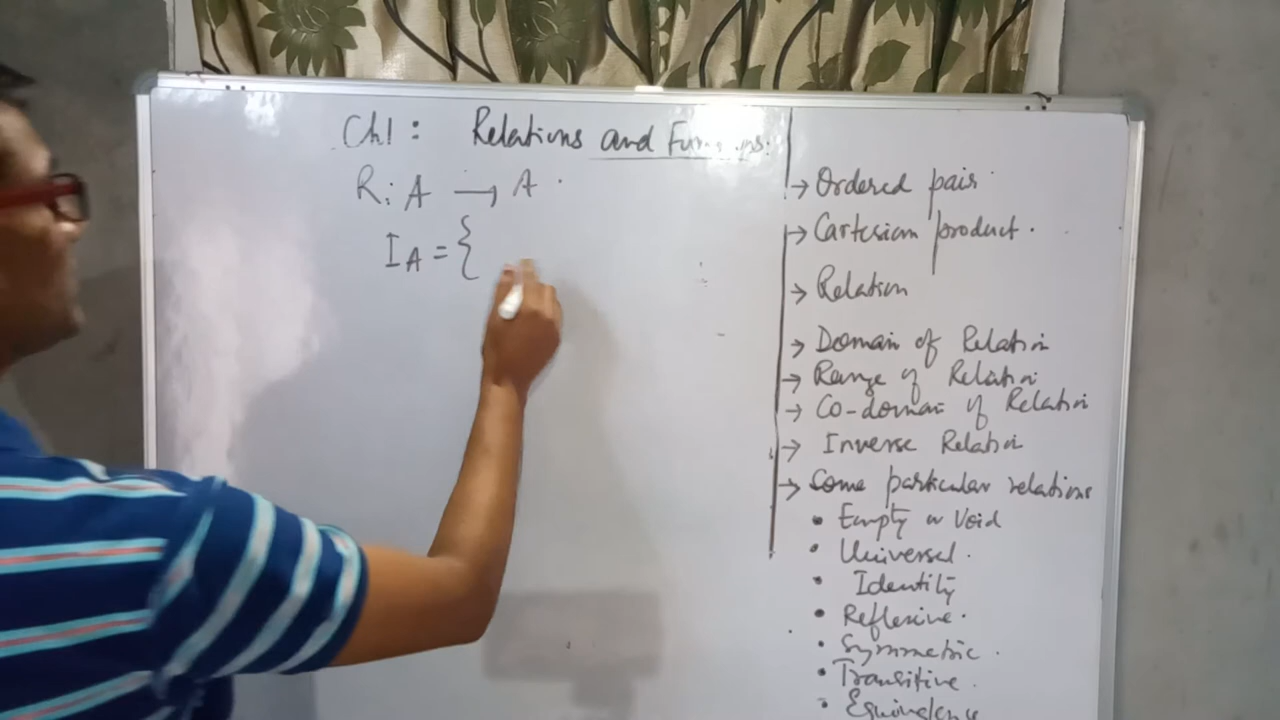 Ch1: Relations and
R: A → A
I_A = {
→ Ordered pair
→ Cartesian product.
→ Relation
→ Domain of Relation
→ Range of Relation
→ Co-domain of Relation
→ Inverse Relation
→ Some particular relations
• Empty or Void
• Universal.
• Identity
• Reflexive.
• Symmetric.
• Transitive.
• Equivalence